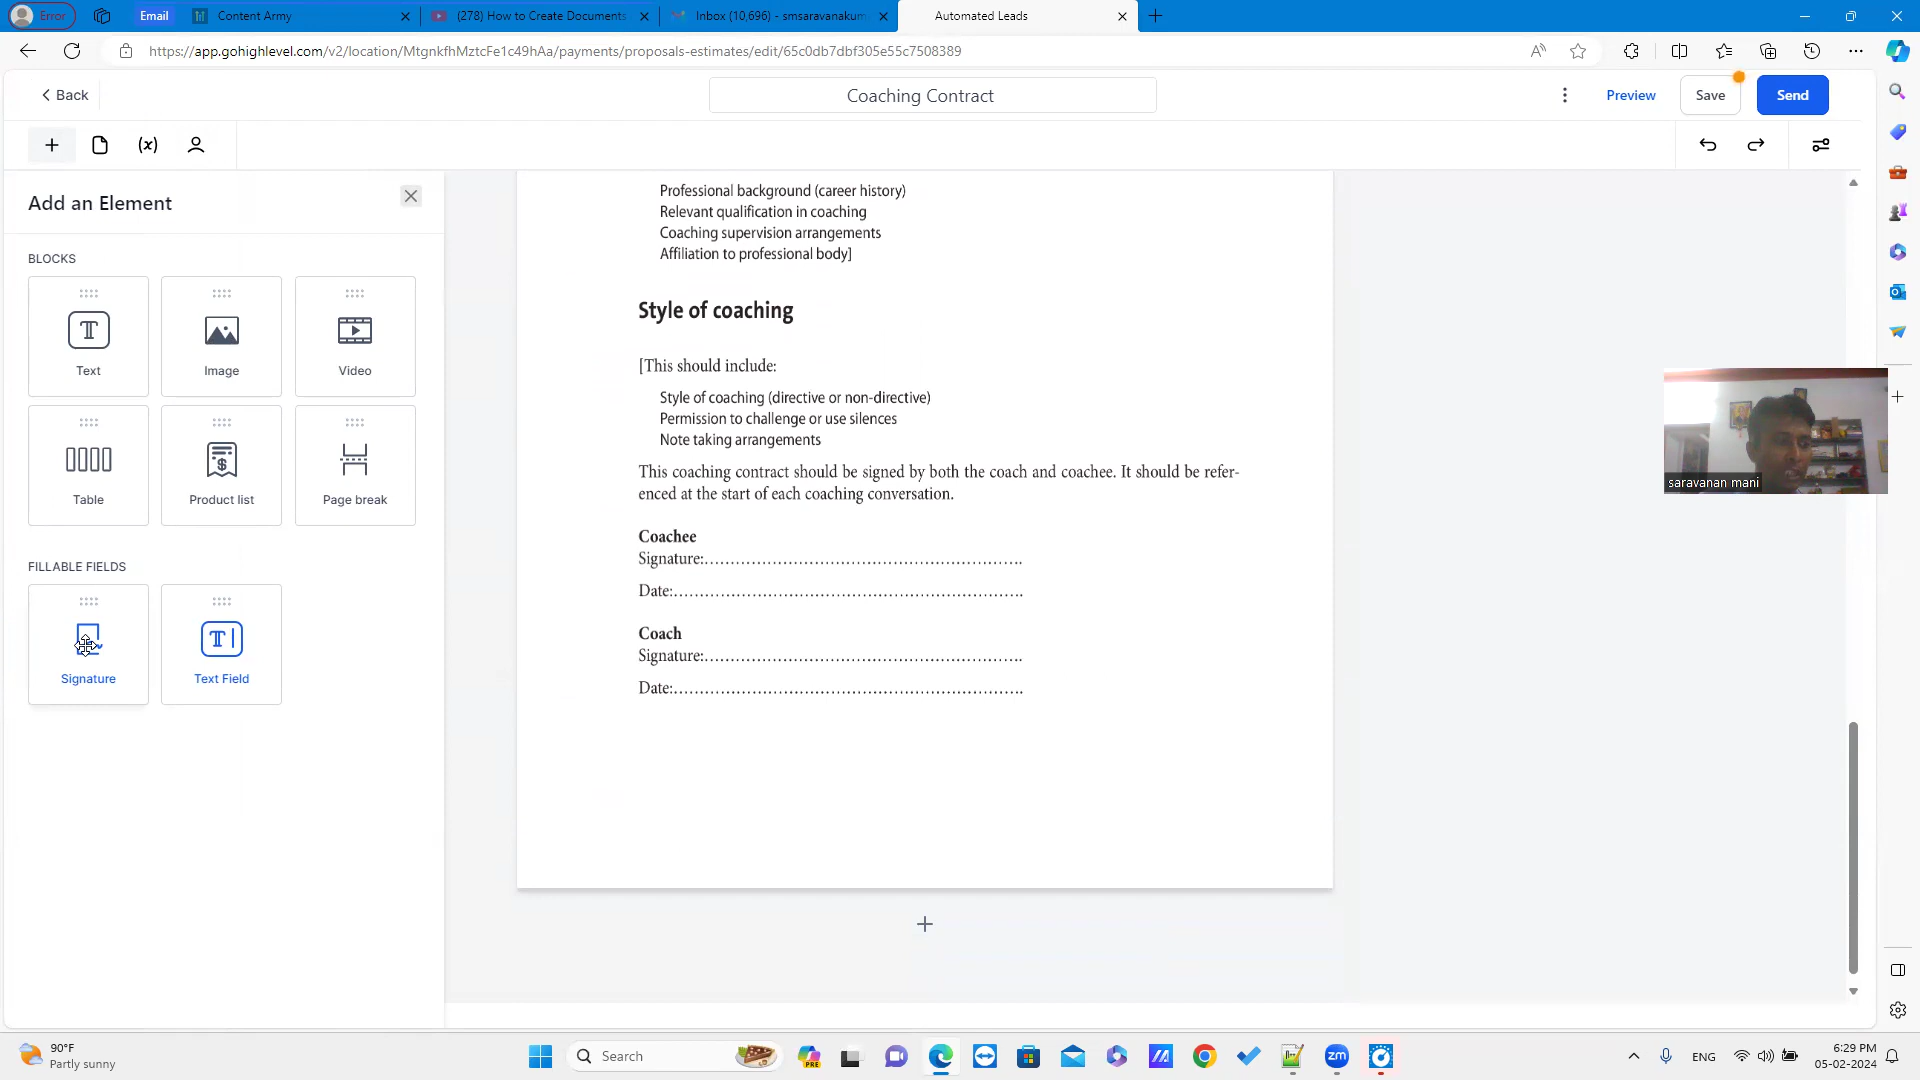 Error
Email
Content Army
(278) How to Create Documents
Inbox (10,696) - smsaravanakum
Automated Leads
https://app.gohighlevel.com/v2/location/MtgnkfhMztcFe1c49hAa/payments/proposals-estimates/edit/65c0db7dbf305e55c7508389
Back
Coaching Contract
Preview
Save
Send
(x)
Add an Element
BLOCKS
Text
Image
Video
Table
Product list
Page break
FILLABLE FIELDS
Signature
Text Field
Professional background (career history)
Relevant qualification in coaching
Coaching supervision arrangements
Affiliation to professional body]
Style of coaching
[This should include:
Style of coaching (directive or non-directive)
Permission to challenge or use silences
Note taking arrangements
This coaching contract should be signed by both the coach and coachee. It should be refer-
enced at the start of each coaching conversation.
Coachee
Signature:..............................................................
Date:....................................................................
Coach
Signature:..............................................................
Date:....................................................................
saravanan mani
90°F
Partly sunny
Search
PRE
zm
ENG
6:29 PM
05-02-2024